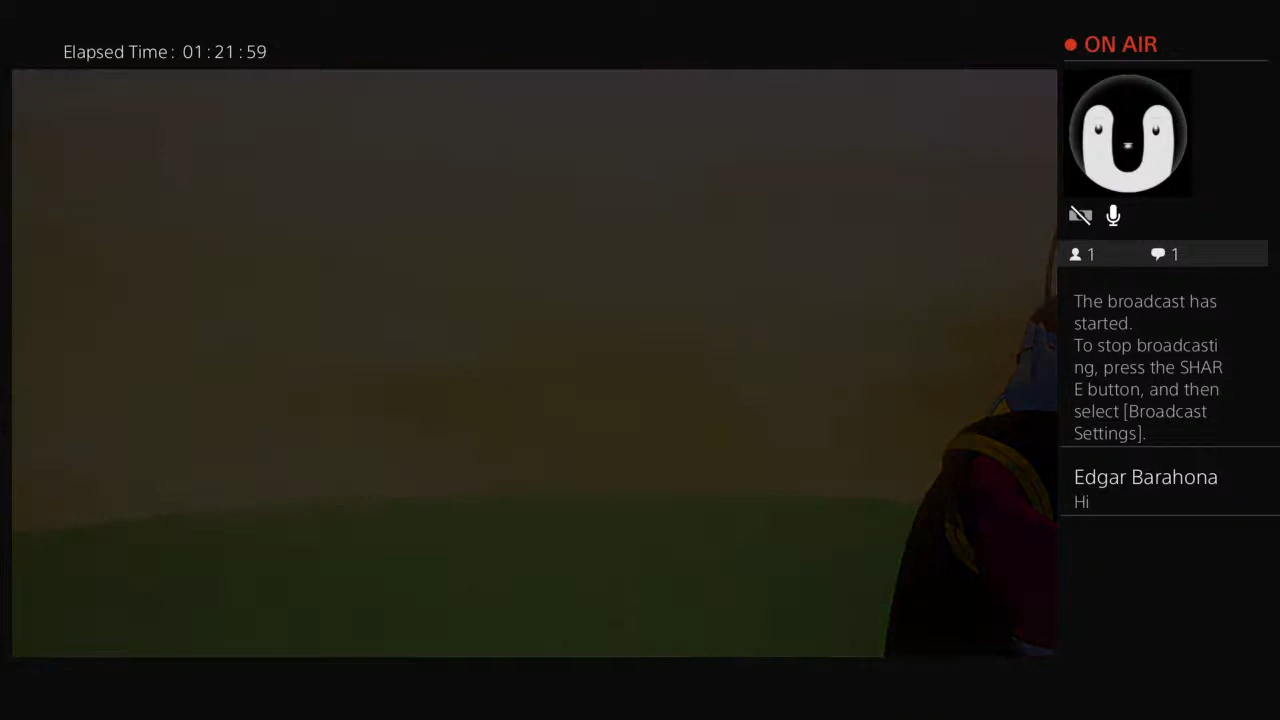 Elapsed Time: 01:21:59
ON AIR
1 1
The broadcast has
started.
To stop broadcasti
ng, press the SHAR
E button, and then
select [Broadcast
Settings].
Edgar Barahona
Hi